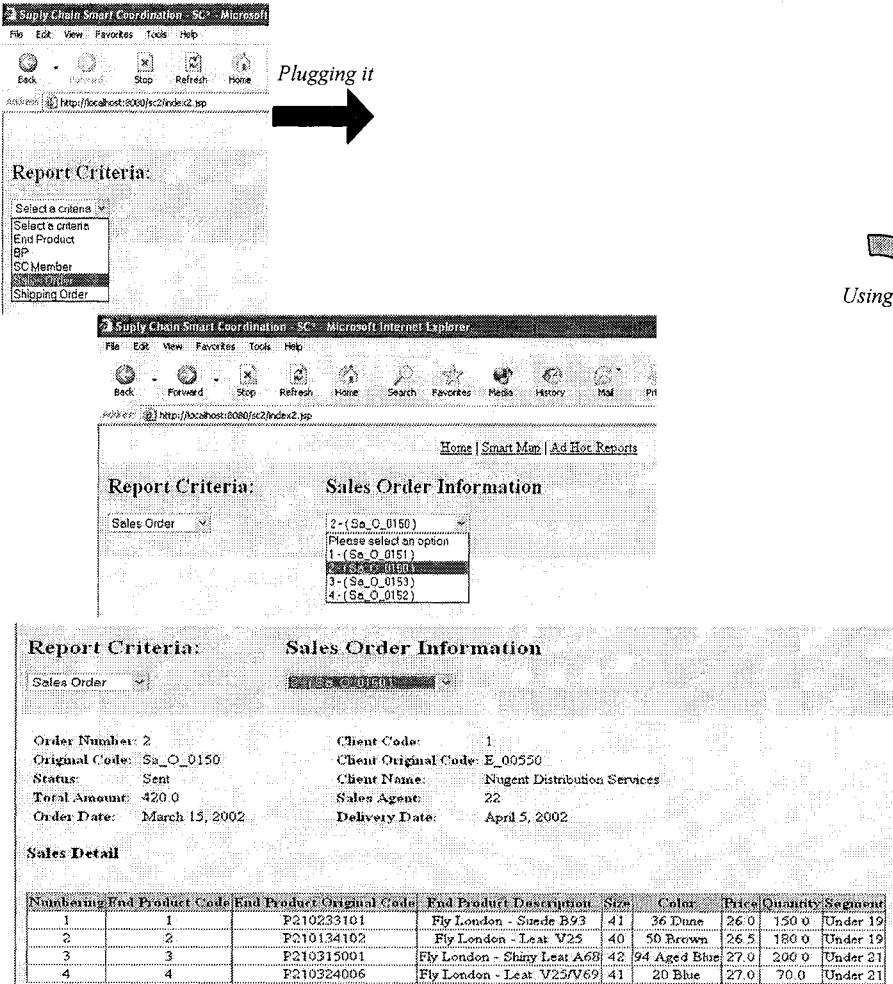 Suply Chain Smart Coordination - SC² - Microsoft
File Edit View Favorites Tools Help
Back Forward Stop Refresh Home
Address http://localhost:8080/sc2/index2.jsp
Plugging it
Report Criteria:
Select a criteria
Select a criteria
End Product
BP
SC Member
Sales Order
Shipping Order
Using
Suply Chain Smart Coordination - SC² - Microsoft Internet Explorer
File Edit View Favorites Tools Help
Back Forward Stop Refresh Home Search Favorites Media History Mail Pri
Address http://localhost:8080/sc2/index2.jsp
Home | Smart Map | Ad Hoc Reports
Report Criteria: Sales Order Information
Sales Order 2 - ( Sa_O_0150 )
Please select an option
1 - ( Sa_O_0151 )
2 - ( Sa_O_0150 )
3 - ( Sa_O_0153 )
4 - ( Sa_O_0152 )
Report Criteria: Sales Order Information
Sales Order 2 - ( Sa_O_0150 )
Order Number: 2 Client Code: 1
Original Code: Sa_O_0150 Client Original Code: E_00550
Status: Sent Client Name: Nugent Distribution Services
Total Amount: 420.0 Sales Agent: 22
Order Date: March 15, 2002 Delivery Date: April 5, 2002
Sales Detail
Numbering End Product Code End Product Original Code End Product Description Size Color Price Quantity Segment
1 1 P210233101 Fly London - Suede B93 41 36 Dune 26.0 150.0 Under 19
2 2 P210134102 Fly London - Leat. V25 40 50 Brown 26.5 180.0 Under 19
3 3 P210315001 Fly London - Shiny Leat A68 42 94 Aged Blue 27.0 200.0 Under 21
4 4 P210324006 Fly London - Leat. V25/V69 41 20 Blue 27.0 70.0 Under 21